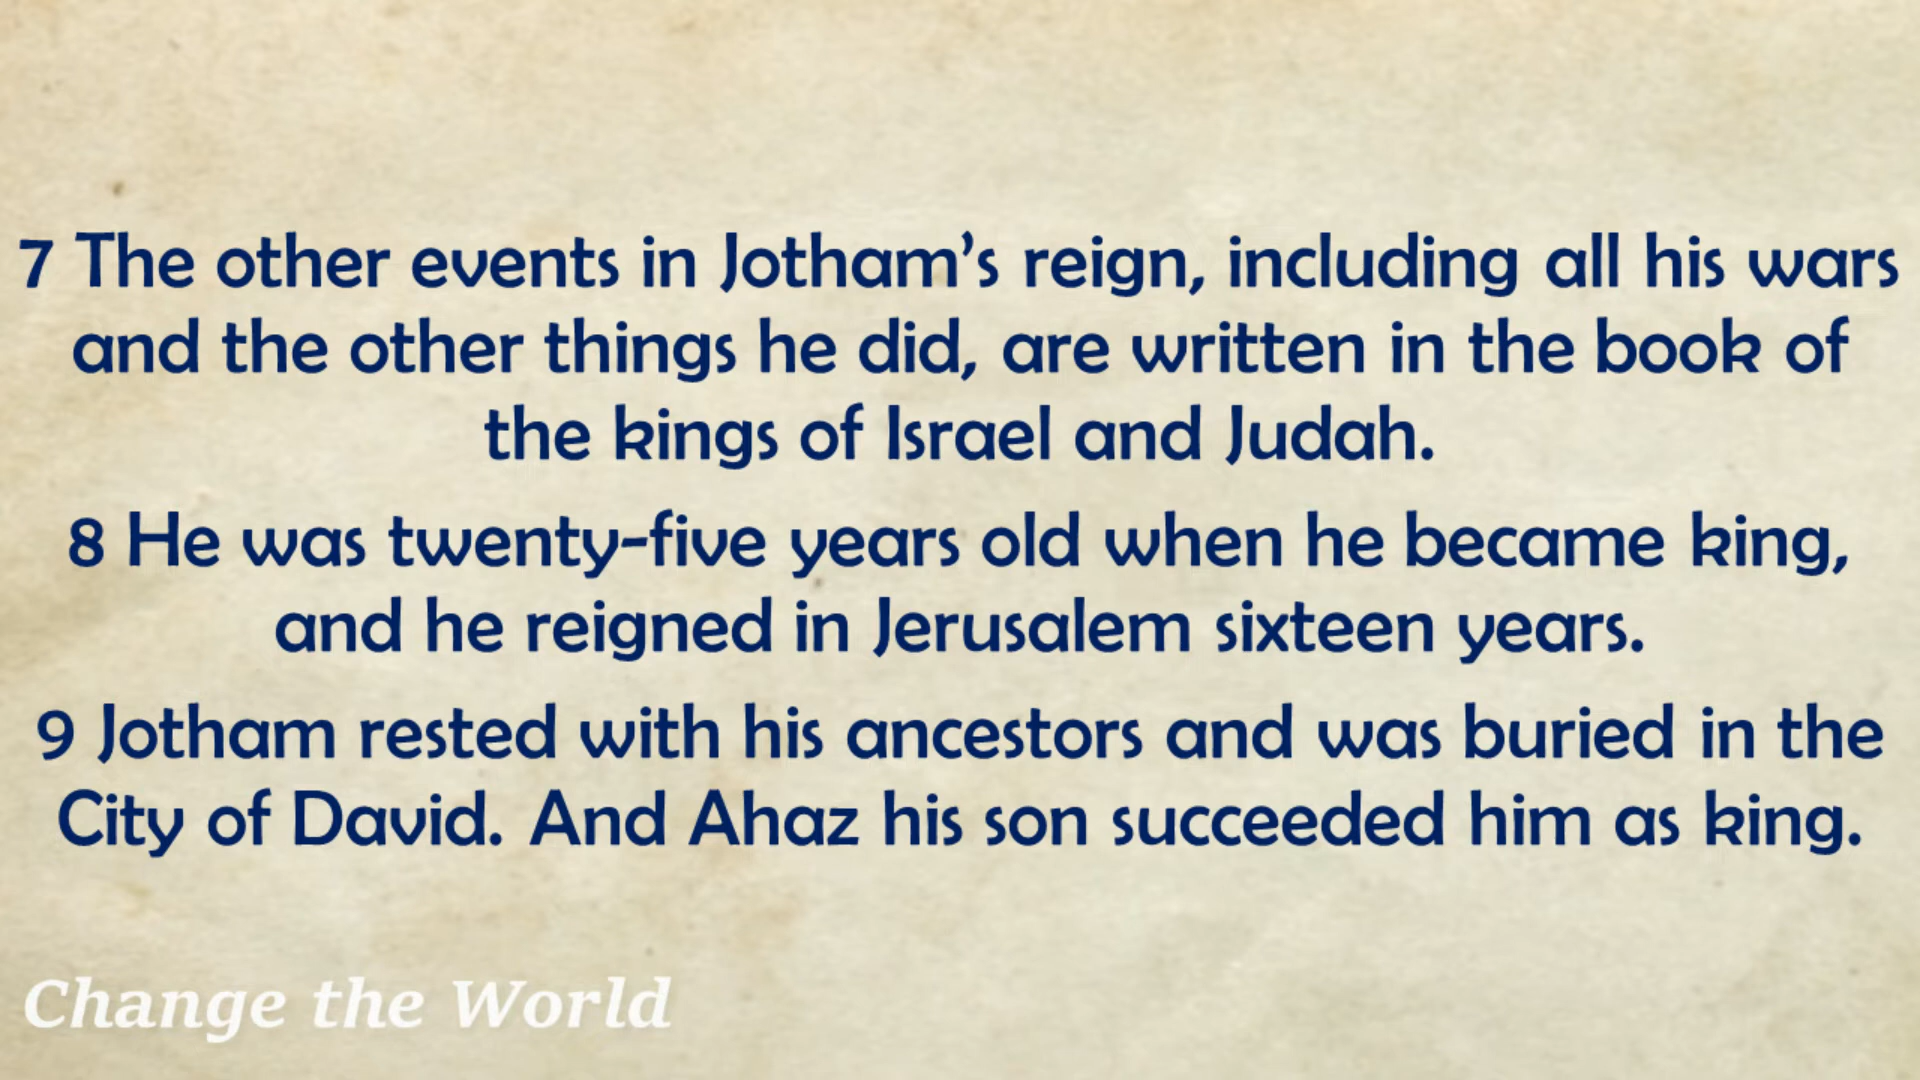 7 The other events in Jotham’s reign, including all his wars
and the other things he did, are written in the book of
the kings of Israel and Judah.
8 He was twenty-five years old when he became king,
and he reigned in Jerusalem sixteen years.
9 Jotham rested with his ancestors and was buried in the
City of David. And Ahaz his son succeeded him as king.
Change the World